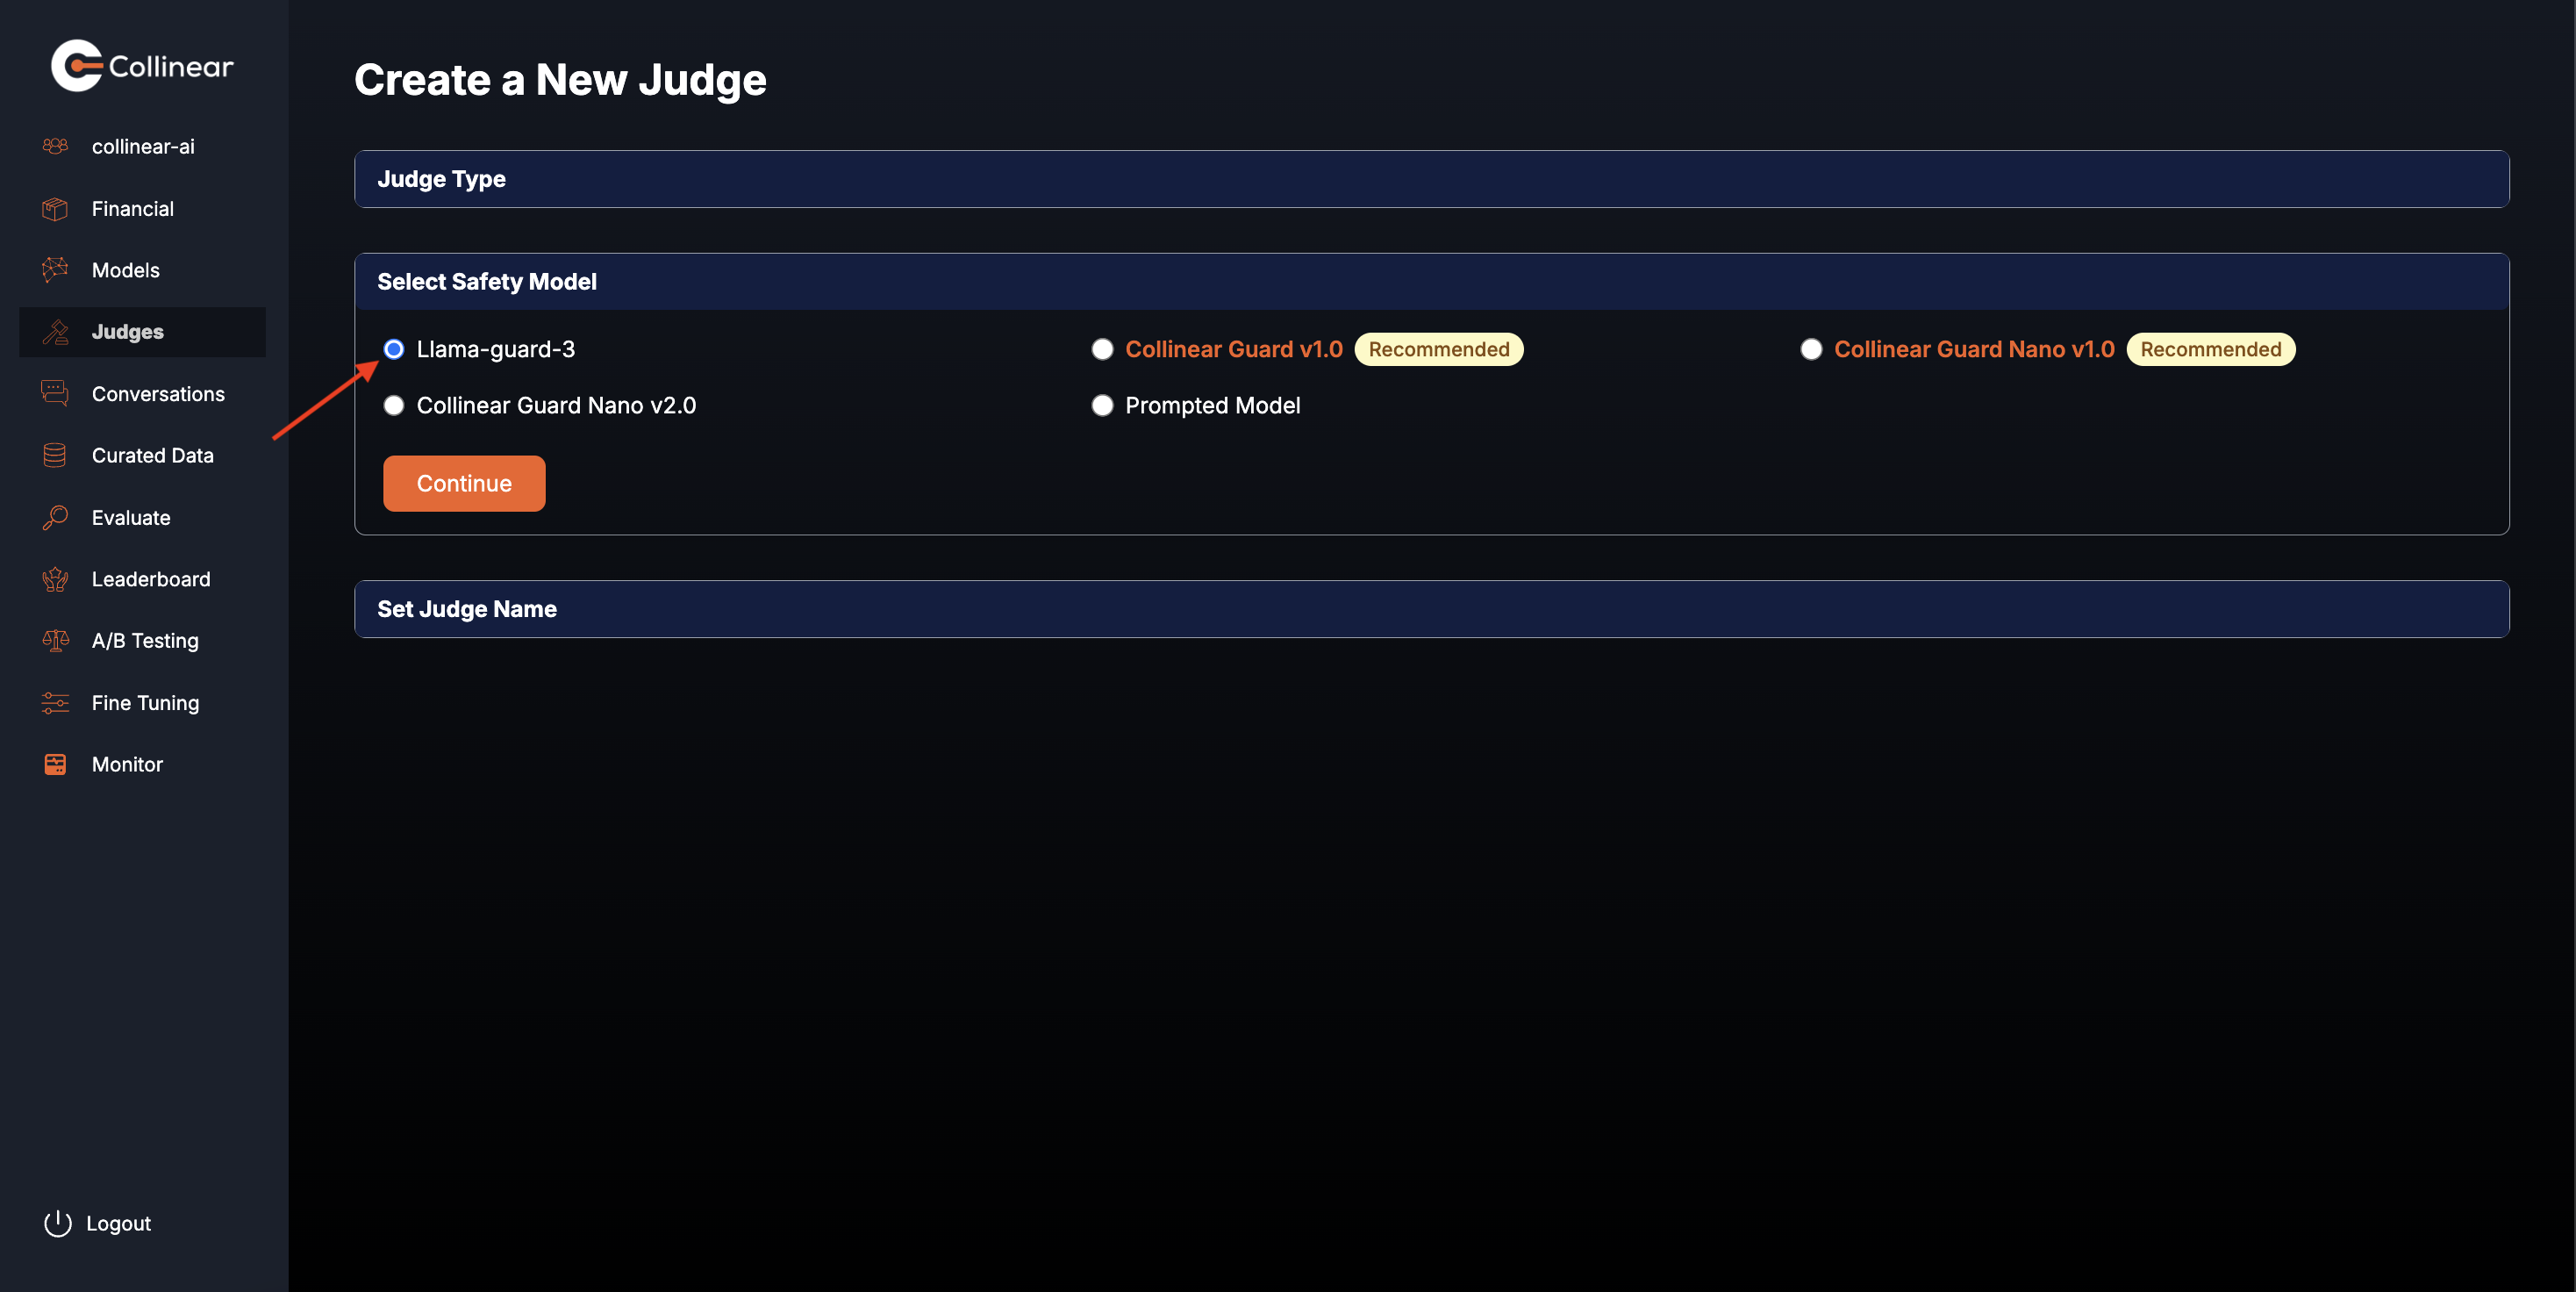 Collinear
collinear-ai
Financial
Models
Judges
Conversations
Curated Data
Evaluate
Leaderboard
A/B Testing
Fine Tuning
Monitor
Logout
Create a New Judge
Judge Type
Select Safety Model
Llama-guard-3
Collinear Guard v1.0 Recommended
Collinear Guard Nano v1.0 Recommended
Collinear Guard Nano v2.0
Prompted Model
Continue
Set Judge Name